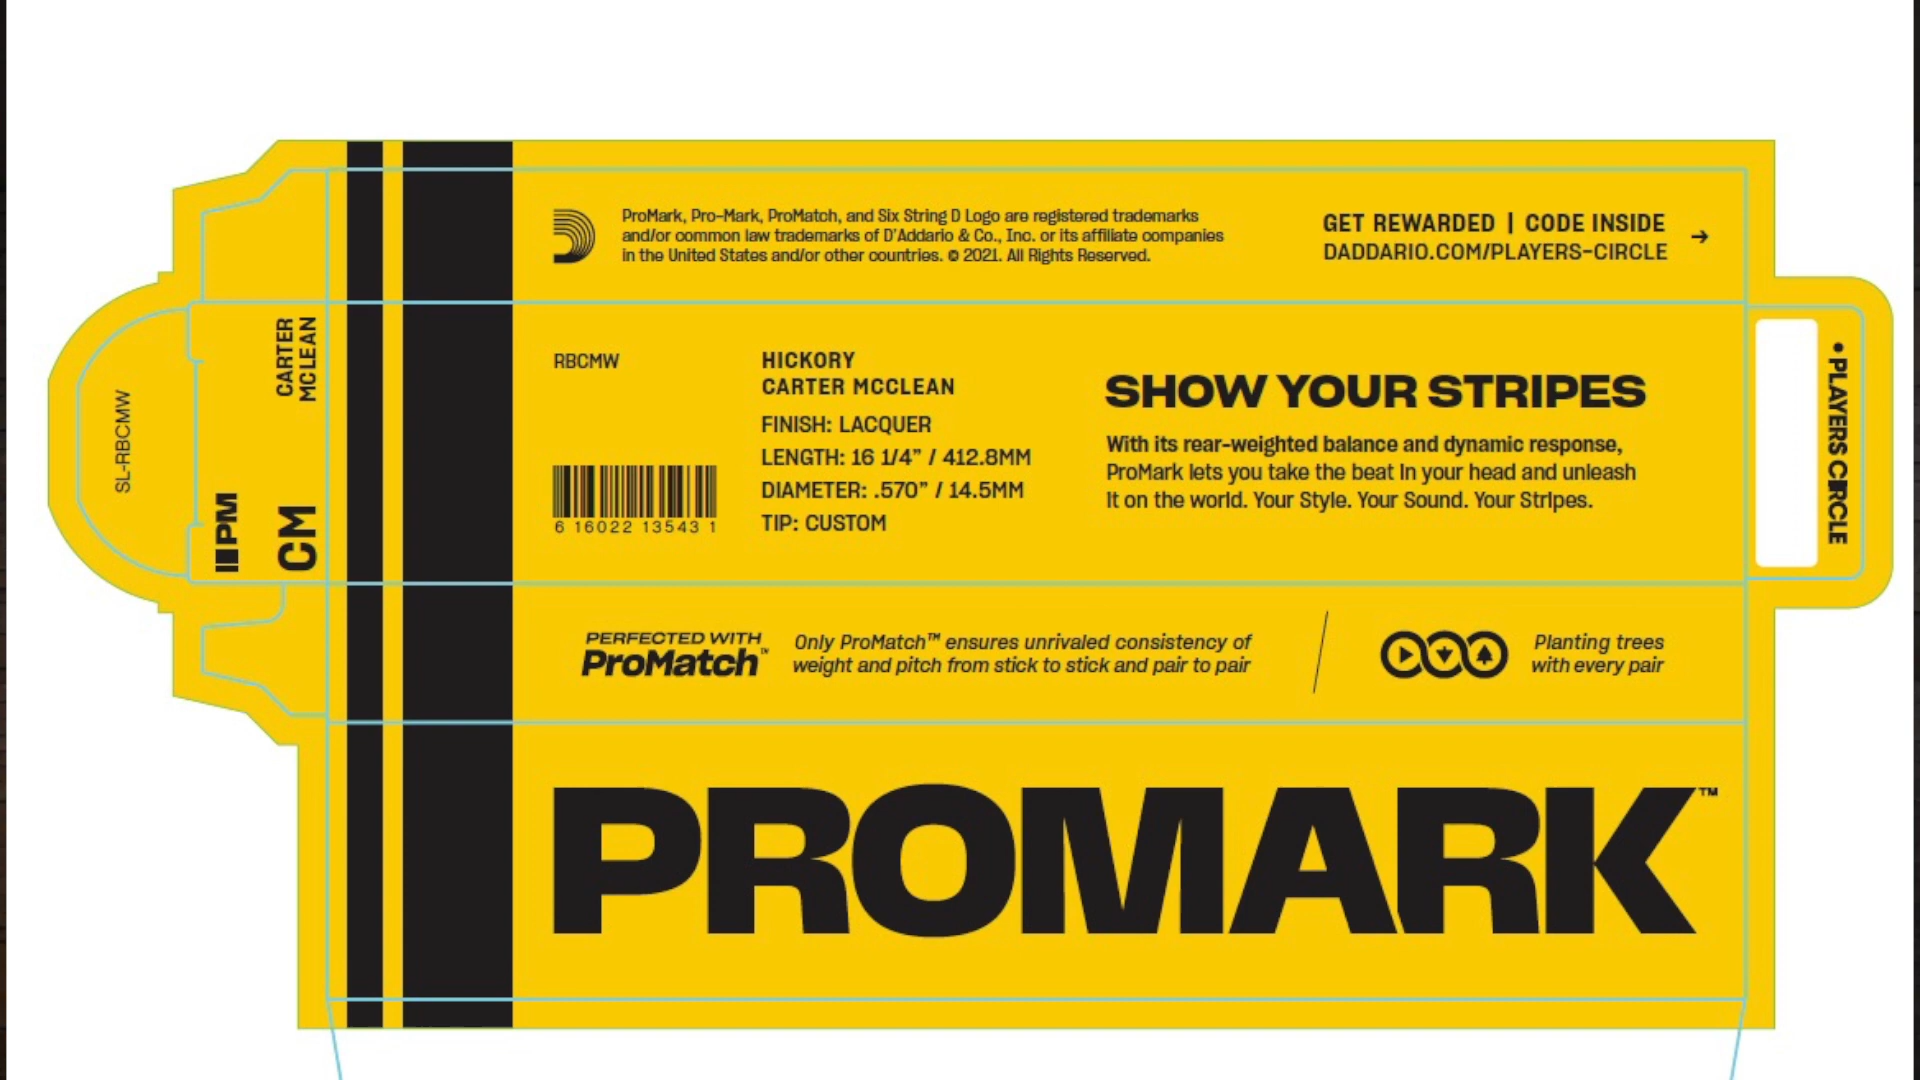 ProMark, Pro-Mark, ProMatch, and Six String D Logo are registered trademarks
and/or common law trademarks of D'Addario & Co., Inc. or its affiliate companies
in the United States and/or other countries. © 2021. All Rights Reserved.
GET REWARDED | CODE INSIDE
DADDARIO.COM/PLAYERS-CIRCLE →
SL-RBCMW
PM
CARTER
MCLEAN
CM
RBCMW
6 16022 13543 1
HICKORY
CARTER MCCLEAN
FINISH: LACQUER
LENGTH: 16 1/4” / 412.8MM
DIAMETER: .570” / 14.5MM
TIP: CUSTOM
SHOW YOUR STRIPES
With its rear-weighted balance and dynamic response,
ProMark lets you take the beat in your head and unleash
it on the world. Your Style. Your Sound. Your Stripes.
• PLAYERS CIRCLE
PERFECTED WITH
ProMatch™
Only ProMatch™ ensures unrivaled consistency of
weight and pitch from stick to stick and pair to pair
Planting trees
with every pair
PROMARK™